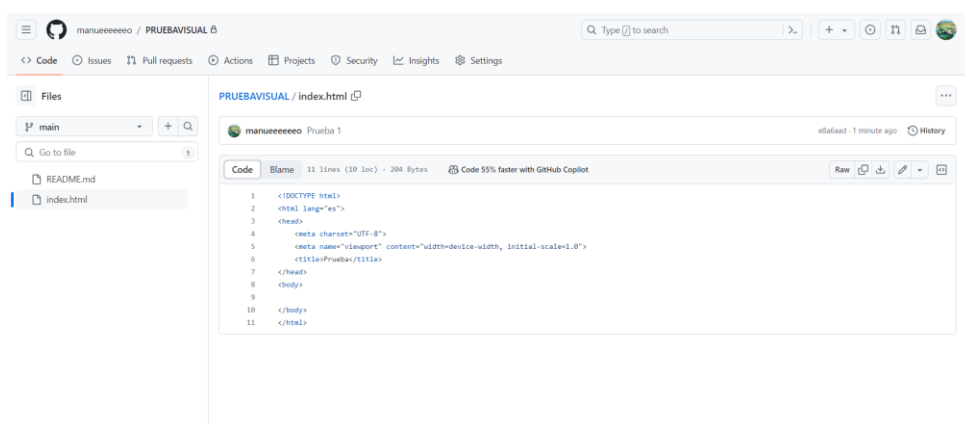 manueeeeeeo / PRUEBAVISUAL
Type / to search
Code
Issues
Pull requests
Actions
Projects
Security
Insights
Settings
Files
main
Go to file
t
README.md
index.html
PRUEBAVISUAL / index.html
manueeeeeeo Prueba 1
e8a6aad · 1 minute ago
History
Code
Blame
11 lines (10 loc) · 204 Bytes
Code 55% faster with GitHub Copilot
Raw
1 <!DOCTYPE html>
2 <html lang="es">
3 <head>
4 <meta charset="UTF-8">
5 <meta name="viewport" content="width=device-width, initial-scale=1.0">
6 <title>Prueba</title>
7 </head>
8 <body>
9
10 </body>
11 </html>